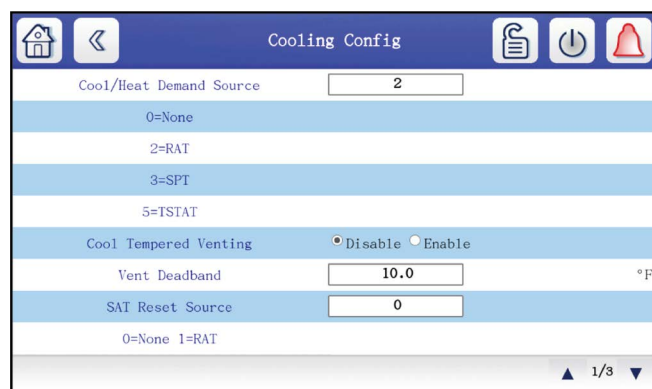 Cooling Config
Cool/Heat Demand Source 2
0=None
2=RAT
3=SPT
5=TSTAT
Cool Tempered Venting Disable Enable
Vent Deadband 10.0 °F
SAT Reset Source 0
0=None 1=RAT
1/3